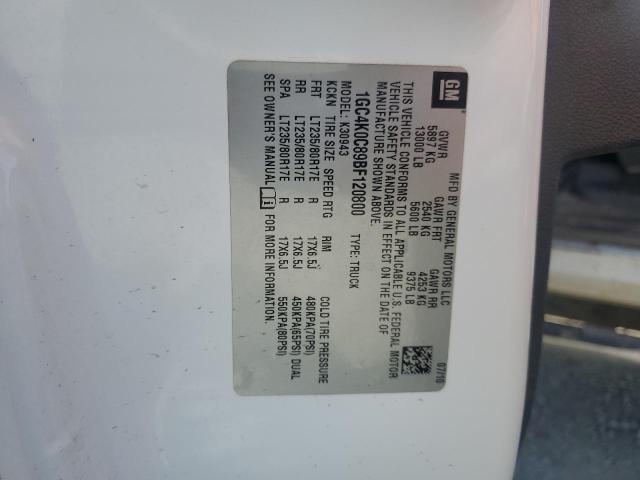 GM
MFD BY GENERAL MOTORS LLC 07/10
GVWR GAWR FRT GAWR RR
5897 KG 2540 KG 4253 KG
13000 LB 5600 LB 9375 LB
THIS VEHICLE CONFORMS TO ALL APPLICABLE U.S. FEDERAL MOTOR
VEHICLE SAFETY STANDARDS IN EFFECT ON THE DATE OF
MANUFACTURE SHOWN ABOVE.
1GC4K0C89BF120800 TYPE: TRUCK
MODEL: K30943
KCKN TIRE SIZE SPEED RTG RIM COLD TIRE PRESSURE
FRT LT235/80R17E R 17X6.5J 480KPA(70PSI)
RR LT235/80R17E R 17X6.5J 450KPA(65PSI) DUAL
SPA LT235/80R17E R 17X6.5J 550KPA(80PSI)
SEE OWNER'S MANUAL FOR MORE INFORMATION.